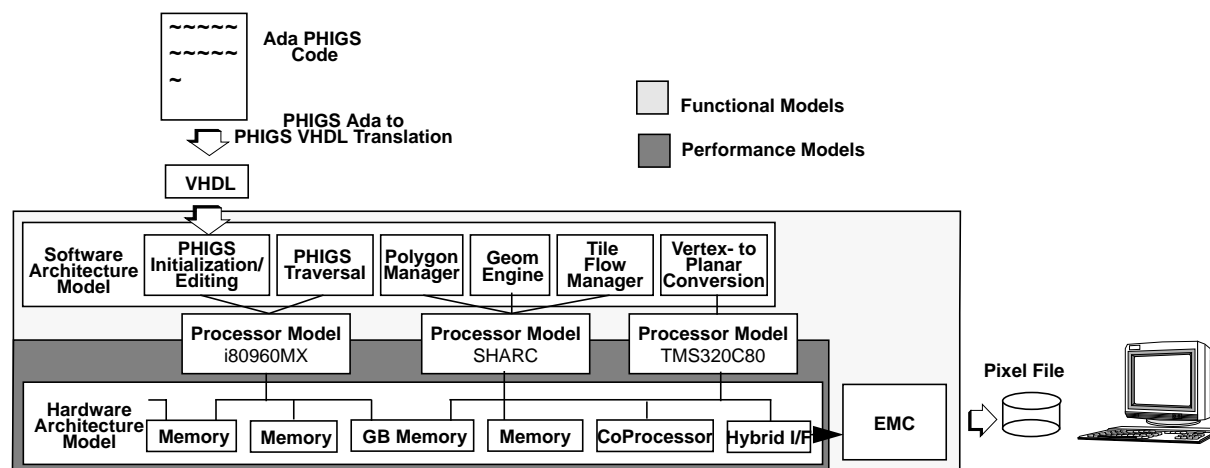 ~~~~~
~~~~~
~
Ada PHIGS
Code
PHIGS Ada to
PHIGS VHDL Translation
Functional Models
Performance Models
VHDL
Software
Architecture
Model
PHIGS
Initialization/
Editing
PHIGS
Traversal
Polygon
Manager
Geom
Engine
Tile
Flow
Manager
Vertex- to
Planar
Conversion
Processor Model
i80960MX
Processor Model
SHARC
Processor Model
TMS320C80
Hardware
Architecture
Model
Memory
Memory
GB Memory
Memory
CoProcessor
Hybrid I/F
EMC
Pixel File